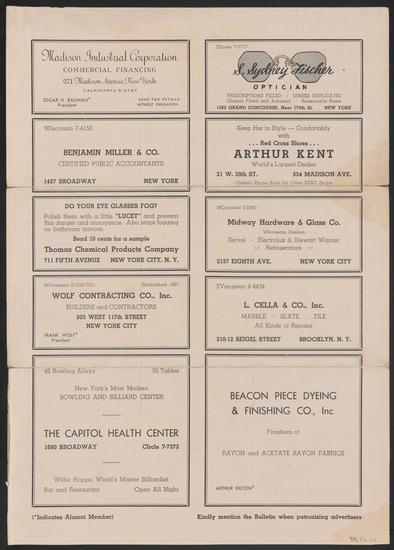 Madison Industrial Corporation
COMMERCIAL FINANCING
271 Madison Avenue, New York
CALEDONIA
EDGAR H. BAUMAN*
President
SEND FOR DETAILS
WITHOUT OBLIGATION
7-5717
S. Sydney Fischer
OPTICIAN
PRESCRIPTIONS FILLED LENSES DUPLICATED
Glasses Fitted and Adjusted Reasonable Rates
GRAND CONCOURSE, Near 170th St. NEW YORK
WIsconsin 7-4150
BENJAMIN MILLER & CO.
CERTIFIED PUBLIC ACCOUNTANTS
1457 BROADWAY NEW YORK
Keep Her in Style — Comfortably
with
... Red Cross Shoes ...
ARTHUR KENT
World's Largest Dealer
21 W. 39th ST. 534 MADISON AVE.
Consult Phone Book for Other KENT Shops
DO YOUR EYE GLASSES FOG?
Polish them with a little "LUCET" and prevent
this danger and annoyance. Also stops fogging
on bathroom mirrors.
Send 10 cents for a sample
Thomas Chemical Products Company
711 FIFTH AVENUE NEW YORK CITY, N. Y.
MOnument 2-0940
Midway Hardware & Glass Co.
Wholesale Dealers
Servel - Electrolux & Stewart Warner
Refrigerators
2157 EIGHTH AVE. NEW YORK CITY
MOnument 2-7200-7201 Established 1897
WOLF CONTRACTING CO., Inc.
BUILDERS and CONTRACTORS
303 WEST 117th STREET
NEW YORK CITY
FRANK WOLF*
President
EVergreen 8-4434
L. CELLA & CO., Inc.
MARBLE - SLATE - TILE
All Kinds of Repairs
210-12 SEIGEL STREET BROOKLYN, N. Y.
42 Bowling Alleys 50 Tables
New York's Most Modern
BOWLING AND BILLIARD CENTER
THE CAPITOL HEALTH CENTER
1680 BROADWAY CIrcle 7-7373
Willie Hoppe, World's Master Billiardist
Bar and Restaurant Open All Night
BEACON PIECE DYEING
& FINISHING CO., Inc.
Finishers of
RAYON and ACETATE RAYON FABRICS
ARTHUR HILTON*
(*Indicates Alumni Member) Kindly mention the Bulletin when patronizing advertisers